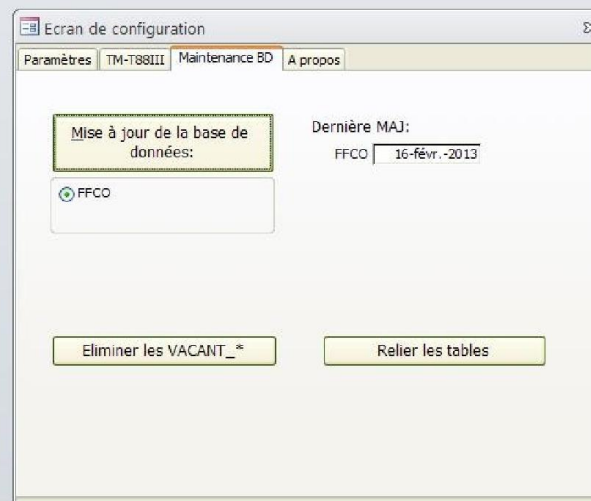 Ecran de configuration
Paramètres TM-T88III Maintenance BD A propos
Mise à jour de la base de
données:
Dernière MAJ:
FFCO 16-févr.-2013
FFCO
Eliminer les VACANT_* Relier les tables